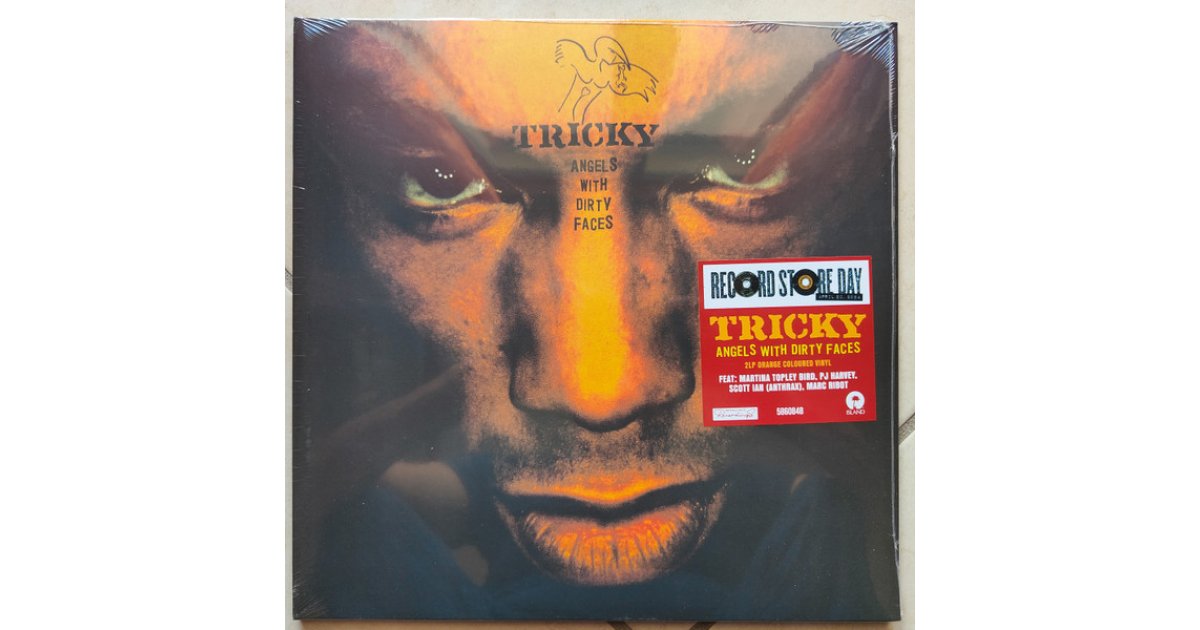 TRICKY
ANGELS
WITH
DIRTY
FACES
RECORD STORE DAY
TRICKY
ANGELS WITH DIRTY FACES
2LP ORANGE COLOURED VINYL
FEAT: MARTINA TOPLEY BIRD, PJ HARVEY,
SCOTT IAN (ANTHRAX), MARC RIBOT
5860848
ISLAND